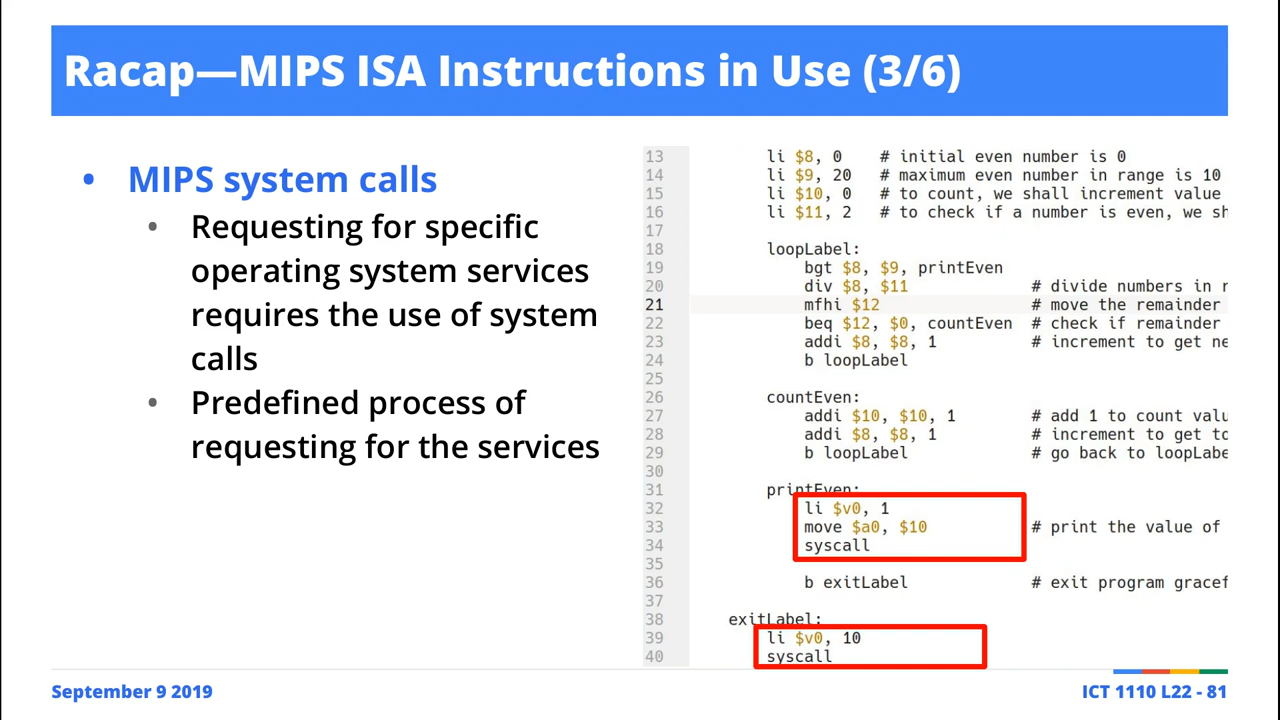 Racap—MIPS ISA Instructions in Use (3/6)
• MIPS system calls
• Requesting for specific
operating system services
requires the use of system
calls
• Predefined process of
requesting for the services
13 li $8, 0 # initial even number is 0
14 li $9, 20 # maximum even number in range is 10
15 li $10, 0 # to count, we shall increment value
16 li $11, 2 # to check if a number is even, we sh
17
18 loopLabel:
19 bgt $8, $9, printEven
20 div $8, $11 # divide numbers in r
21 mfhi $12 # move the remainder
22 beq $12, $0, countEven # check if remainder
23 addi $8, $8, 1 # increment to get ne
24 b loopLabel
25
26 countEven:
27 addi $10, $10, 1 # add 1 to count valu
28 addi $8, $8, 1 # increment to get to
29 b loopLabel # go back to loopLabe
30
31 printEven:
32 li $v0, 1
33 move $a0, $10 # print the value of
34 syscall
35
36 b exitLabel # exit program gracef
37
38 exitLabel:
39 li $v0, 10
40 syscall
September 9 2019
ICT 1110 L22 - 81